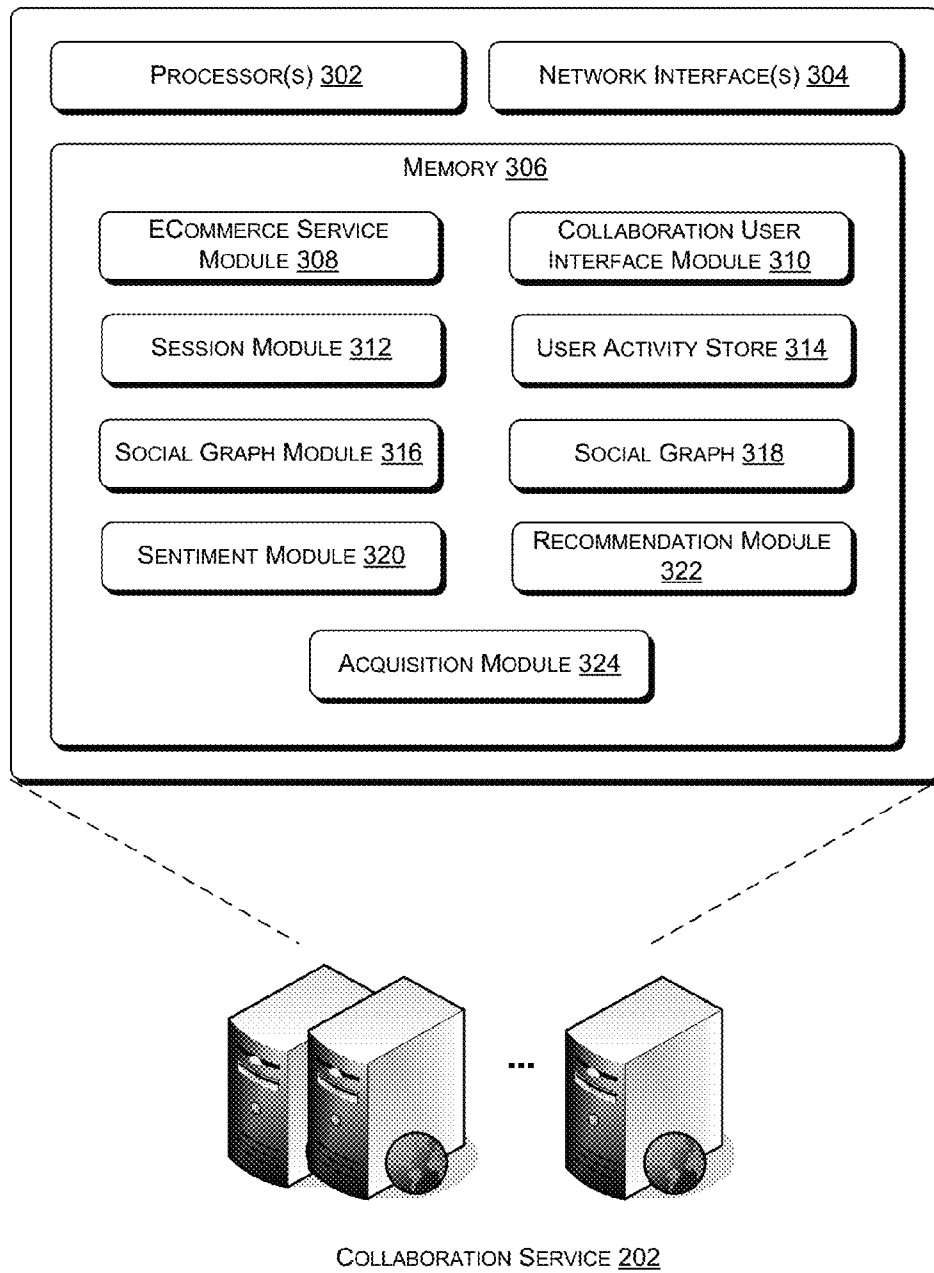 PROCESSOR(S) 302
NETWORK INTERFACE(S) 304
MEMORY 306
ECOMMERCE SERVICE
MODULE 308
COLLABORATION USER
INTERFACE MODULE 310
SESSION MODULE 312
USER ACTIVITY STORE 314
SOCIAL GRAPH MODULE 316
SOCIAL GRAPH 318
SENTIMENT MODULE 320
RECOMMENDATION MODULE
322
ACQUISITION MODULE 324
...
COLLABORATION SERVICE 202